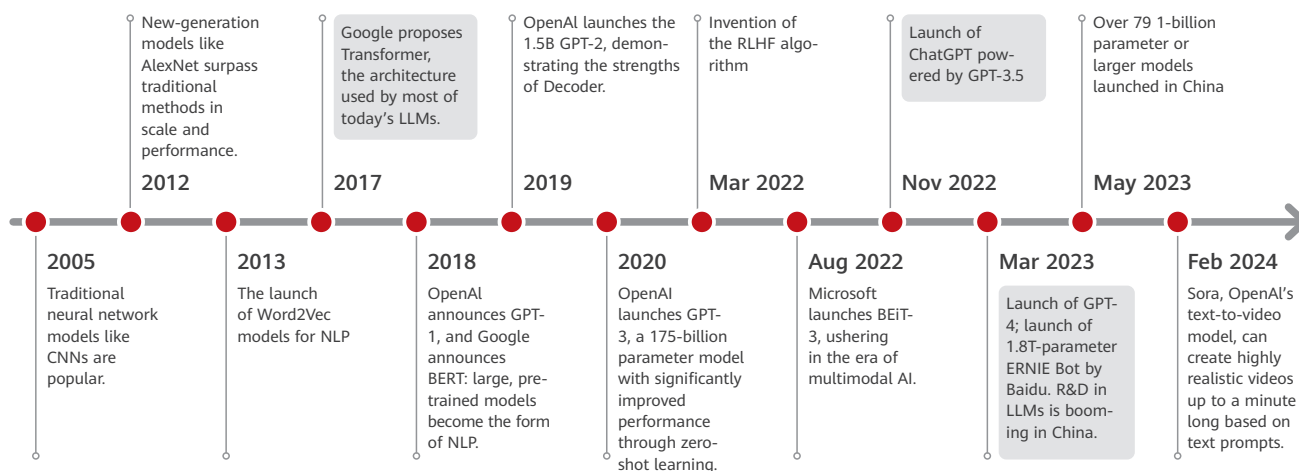 New-generation
models like
AlexNet surpass
traditional
methods in
scale and
performance.
2012
Google proposes
Transformer,
the architecture
used by most of
today's LLMs.
2017
OpenAl launches the
1.5B GPT-2, demon-
strating the strengths
of Decoder.
2019
Invention of
the RLHF algo-
rithm
Mar 2022
Launch of
ChatGPT pow-
ered by GPT-3.5
Nov 2022
Over 79 1-billion
parameter or
larger models
launched in China
May 2023
2005
Traditional
neural network
models like
CNNs are
popular.
2013
The launch
of Word2Vec
models for NLP
2018
OpenAl
announces GPT-
1, and Google
announces
BERT: large, pre-
trained models
become the form
of NLP.
2020
OpenAI
launches GPT-
3, a 175-billion
parameter model
with significantly
improved
performance
through zero-
shot learning.
Aug 2022
Microsoft
launches BEiT-
3, ushering
in the era of
multimodal AI.
Mar 2023
Launch of GPT-
4; launch of
1.8T-parameter
ERNIE Bot by
Baidu. R&D in
LLMs is boom-
ing in China.
Feb 2024
Sora, OpenAl's
text-to-video
model, can
create highly
realistic videos
up to a minute
long based on
text prompts.